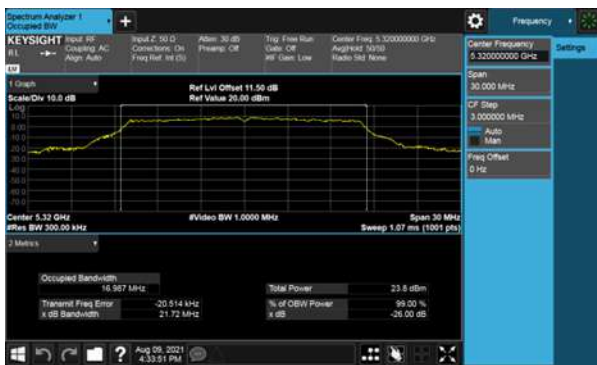 Spectrum Analyzer 1
Occupied BW
Frequency
KEYSIGHT Input: RF Input Z: 50 Ω Atten: 30 dB Trig: Free Run Center Freq: 5.320000000 GHz
R L Coupling: AC Corrections: On Preamp: Off Gate: Off Avg|Hold: 50/50
Align: Auto Freq Ref: Int (S) #IF Gain: Low Radio Std: None
Center Frequency
5.320000000 GHz
Settings
Span
30.000 MHz
CF Step
3.000000 MHz
Auto
Man
Freq Offset
0 Hz
1 Graph
Ref Lvl Offset 11.50 dB
Scale/Div 10.0 dB Ref Value 20.00 dBm
Log
10.0
0.00
Center 5.32 GHz #Video BW 1.0000 MHz Span 30 MHz
#Res BW 300.00 kHz Sweep 1.07 ms (1001 pts)
2 Metrics
Occupied Bandwidth
16.987 MHz Total Power 23.8 dBm
Transmit Freq Error -20.514 kHz % of OBW Power 99.00 %
x dB Bandwidth 21.72 MHz x dB -26.00 dB
? Aug 09, 2021
4:33:51 PM